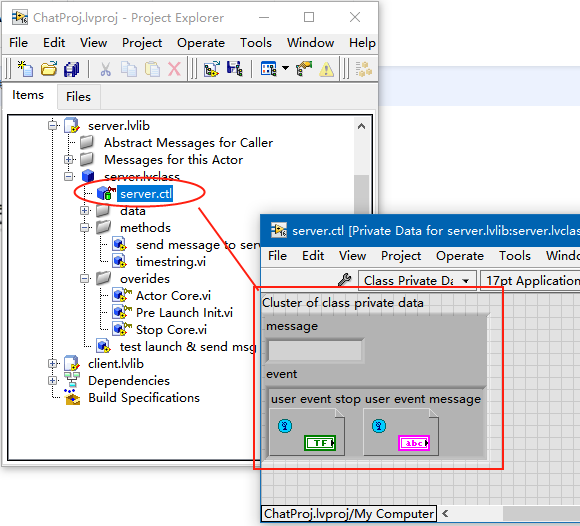 ChatProj.lvproj - Project Explorer
File Edit View Project Operate Tools Window Help
Items Files
server.lvlib
Abstract Messages for Caller
Messages for this Actor
server.lvclass
server.ctl
data
methods
send message to serv
timestring.vi
overides
Actor Core.vi
Pre Launch Init.vi
Stop Core.vi
test launch & send msg
client.lvlib
Dependencies
Build Specifications
server.ctl [Private Data for server.lvlib:server.lvclas
File Edit View Project Operate Tools Window
Class Private Da 17pt Application
Cluster of class private data
message
event
user event stop user event message
TF abc
ChatProj.lvproj/My Computer